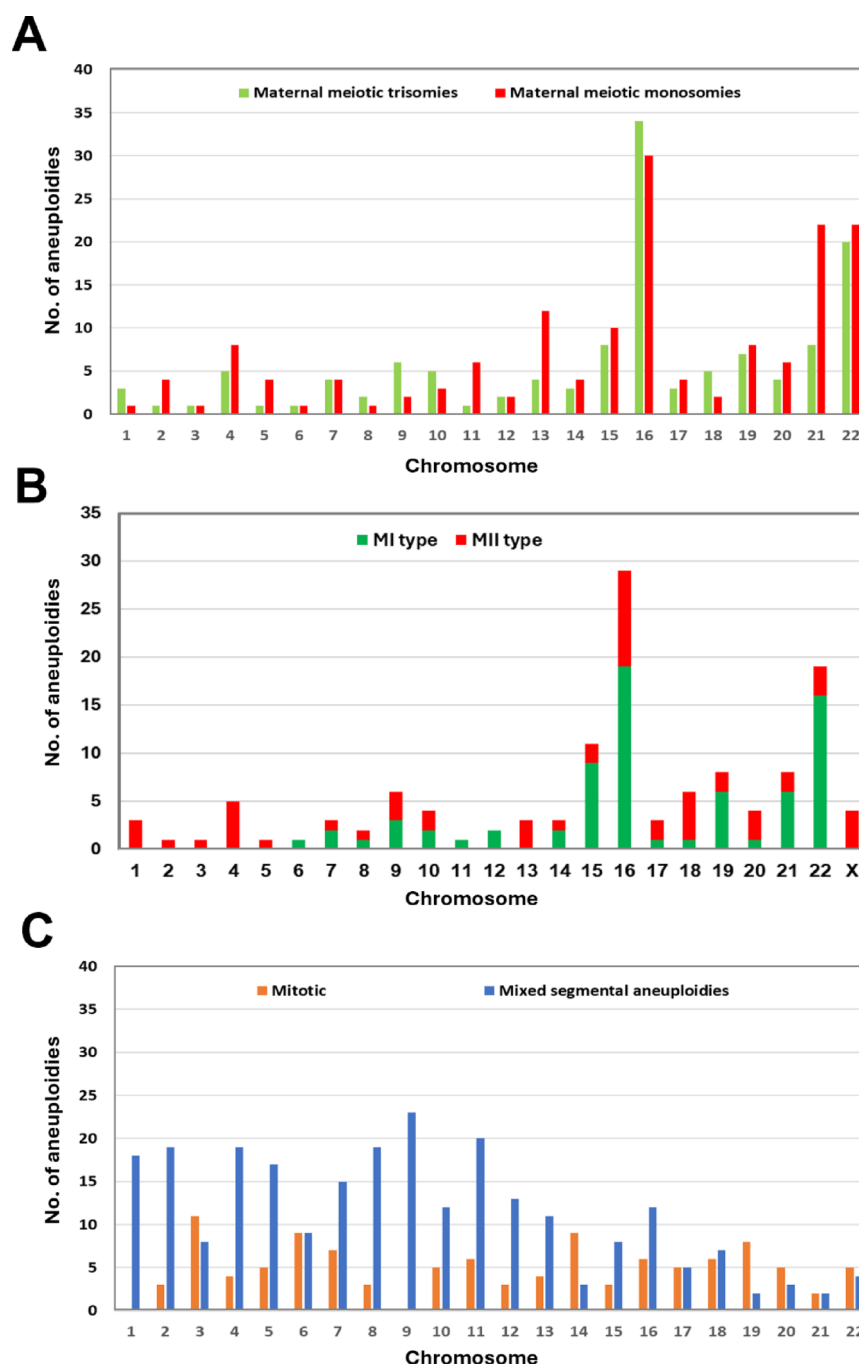 A
40
Maternal meiotic trisomies Maternal meiotic monosomies
35
30
25
20
15
10
5
0
No. of aneuploidies
1 2 3 4 5 6 7 8 9 10 11 12 13 14 15 16 17 18 19 20 21 22
Chromosome
B
35
MI type MII type
30
25
20
15
10
5
0
No. of aneuploidies
1 2 3 4 5 6 7 8 9 10 11 12 13 14 15 16 17 18 19 20 21 22 X
Chromosome
C
40
Mitotic Mixed segmental aneuploidies
35
30
25
20
15
10
5
0
No. of aneuploidies
1 2 3 4 5 6 7 8 9 10 11 12 13 14 15 16 17 18 19 20 21 22
Chromosome